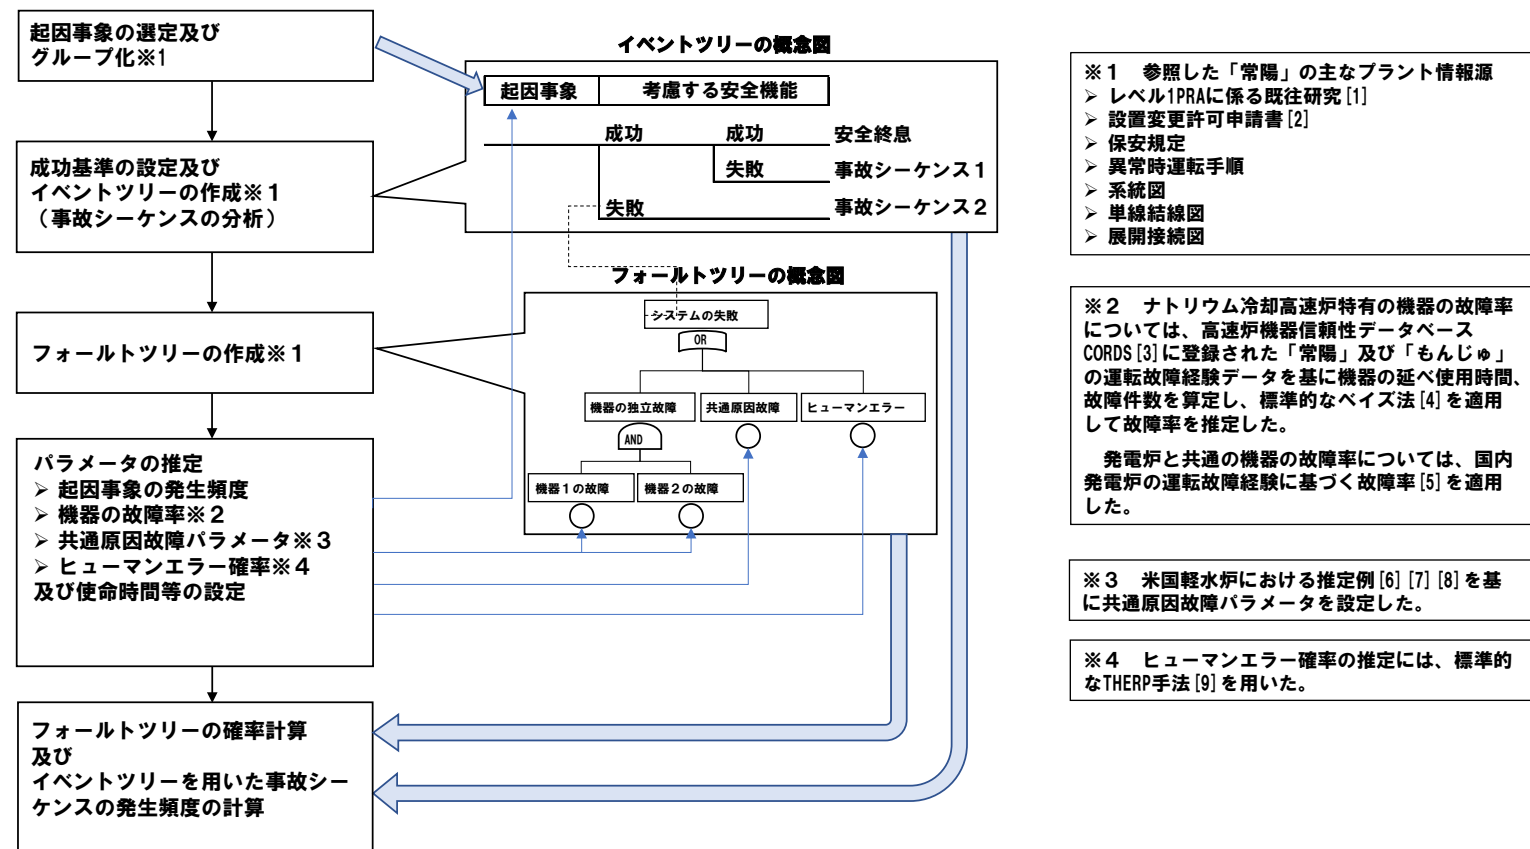 起因事象の選定及び
グループ化※1
成功基準の設定及び
イベントツリーの作成※１
（事故シーケンスの分析）
フォールトツリーの作成※１
パラメータの推定
➢ 起因事象の発生頻度
➢ 機器の故障率※２
➢ 共通原因故障パラメータ※３
➢ ヒューマンエラー確率※４
及び使命時間等の設定
フォールトツリーの確率計算
及び
イベントツリーを用いた事故シー
ケンスの発生頻度の計算
イベントツリーの概念図
起因事象 考慮する安全機能
成功 成功 安全終息
失敗 事故シーケンス１
失敗 事故シーケンス２
フォールトツリーの概念図
システムの失敗
OR
機器の独立故障 共通原因故障 ヒューマンエラー
AND
機器１の故障 機器２の故障
※１　参照した「常陽」の主なプラント情報源
➢ レベル1PRAに係る既往研究[1]
➢ 設置変更許可申請書[2]
➢ 保安規定
➢ 異常時運転手順
➢ 系統図
➢ 単線結線図
➢ 展開接続図
※２　ナトリウム冷却高速炉特有の機器の故障率
については、高速炉機器信頼性データベース
CORDS[3]に登録された「常陽」及び「もんじゅ」
の運転故障経験データを基に機器の延べ使用時間、
故障件数を算定し、標準的なベイズ法[4]を適用
して故障率を推定した。
　発電炉と共通の機器の故障率については、国内
発電炉の運転故障経験に基づく故障率[5]を適用
した。
※３　米国軽水炉における推定例[6][7][8]を基
に共通原因故障パラメータを設定した。
※４　ヒューマンエラー確率の推定には、標準的
なTHERP手法[9]を用いた。